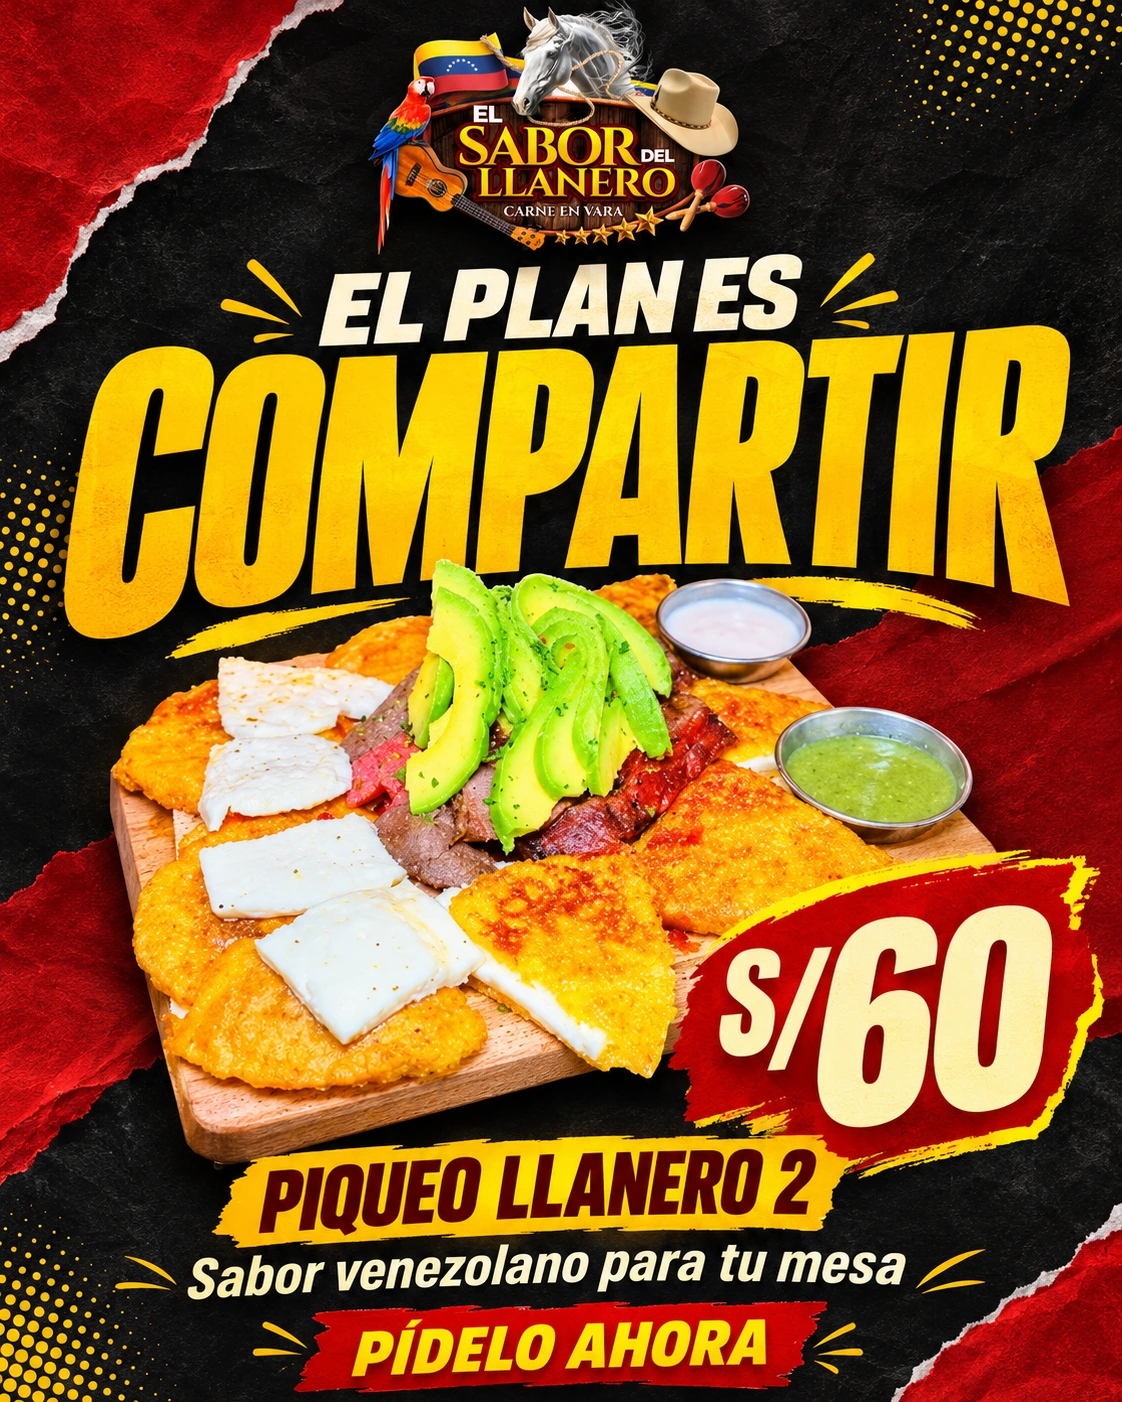 EL
SABOR DEL
LLANERO
CARNE EN VARA
EL PLAN ES
COMPARTIR
S/60
PIQUEO LLANERO 2
Sabor venezolano para tu mesa
PÍDELO AHORA